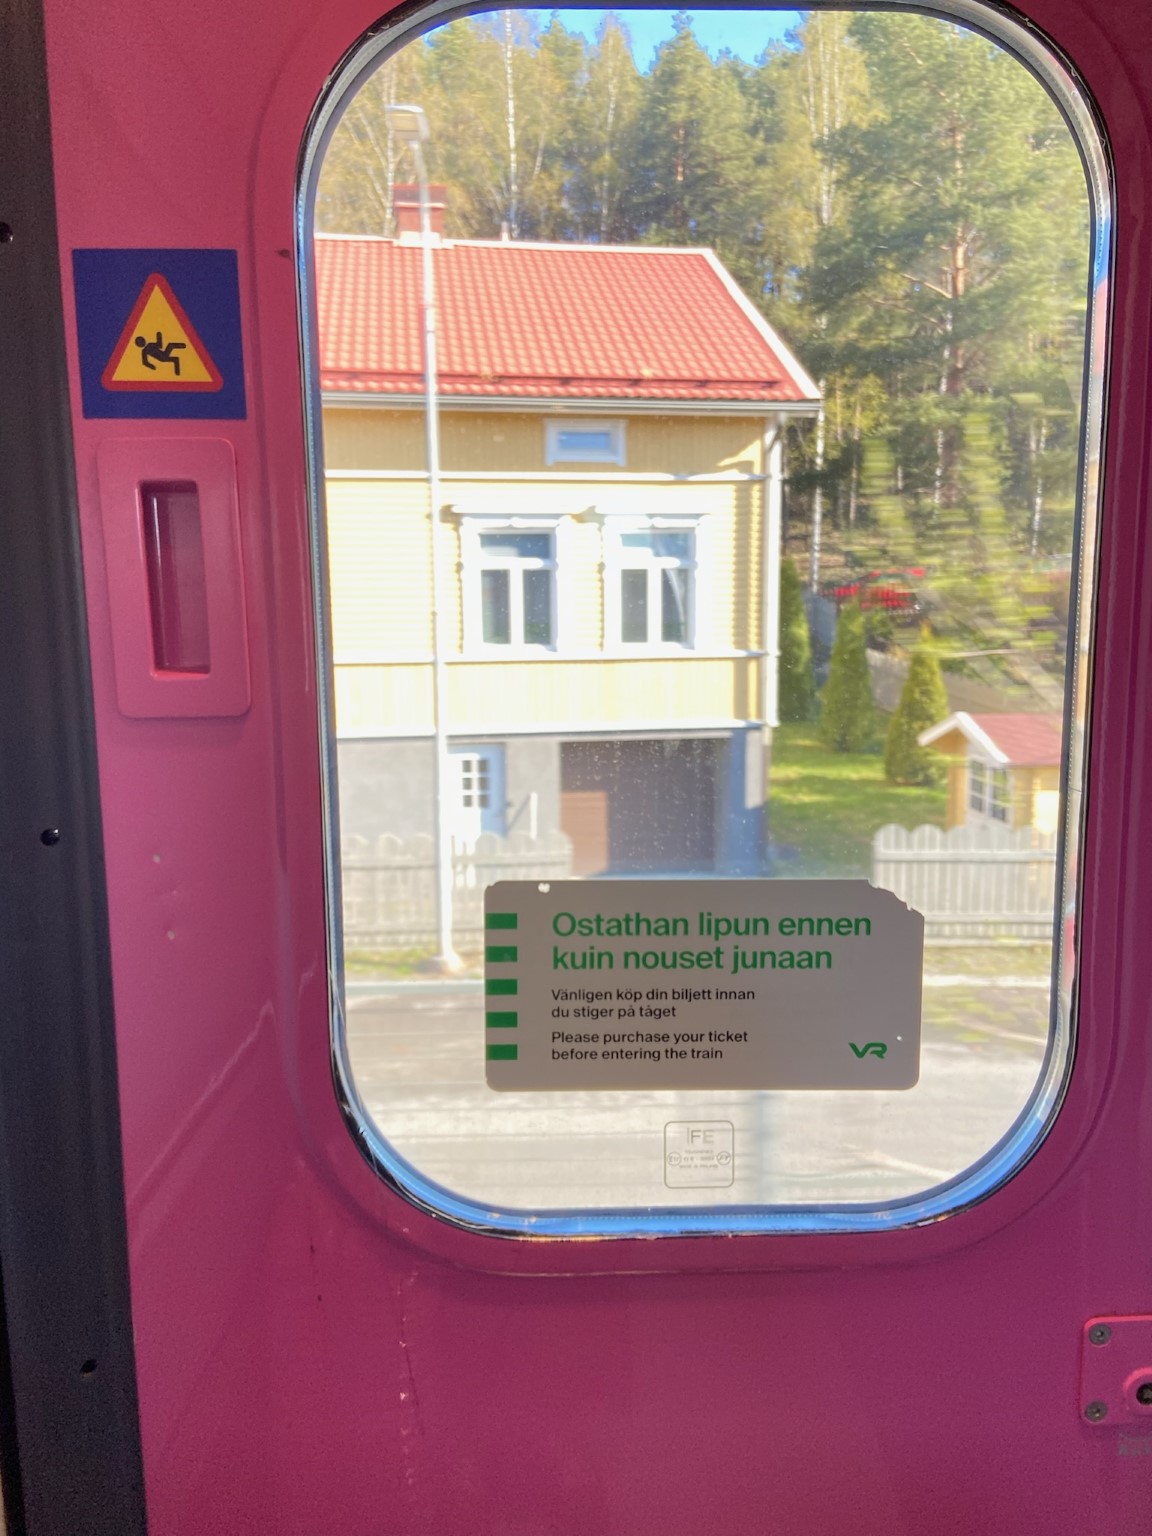 Ostathan lipun ennen
kuin nouset junaan
Vänligen köp din biljett innan
du stiger på tåget
Please purchase your ticket
before entering the train
VR
IFE